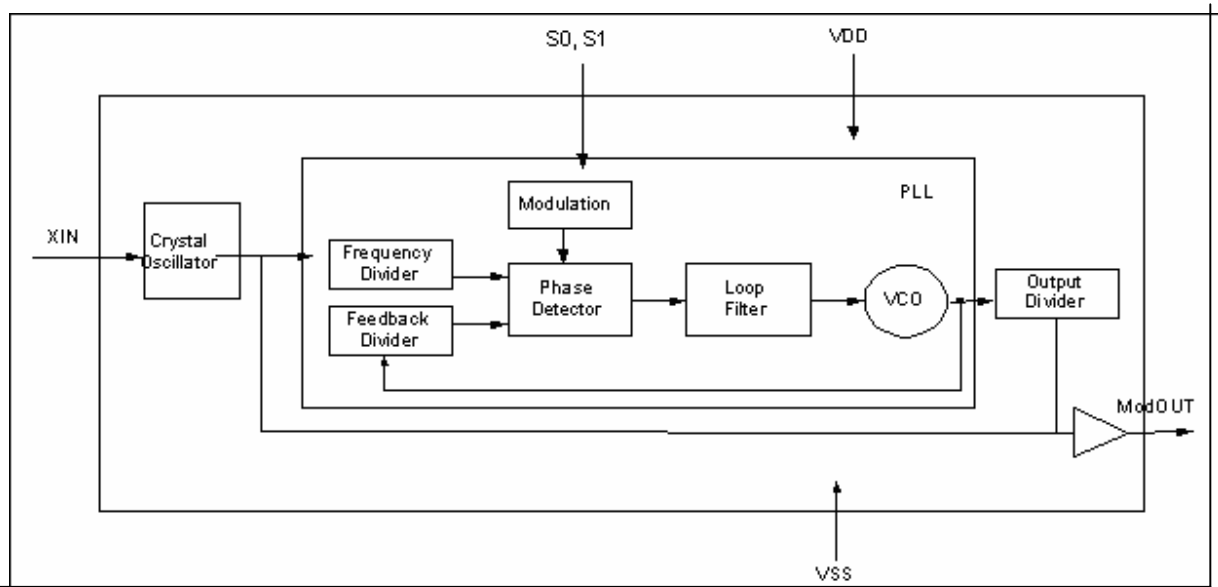 S0, S1
VDD
PLL
Modulation
XIN
Crystal
Oscillator
Frequency
Divider
Phase
Detector
Loop
Filter
VCO
Output
Divider
Feedback
Divider
ModOUT
VSS